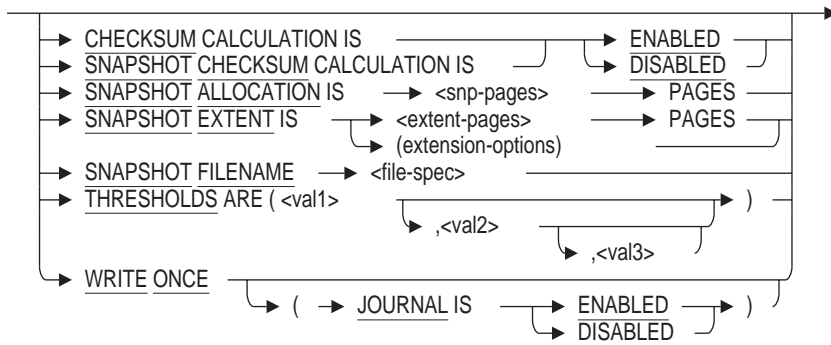 CHECKSUM CALCULATION IS ENABLED
SNAPSHOT CHECKSUM CALCULATION IS DISABLED
SNAPSHOT ALLOCATION IS <snp-pages> PAGES
SNAPSHOT EXTENT IS <extent-pages> PAGES
(extension-options)
SNAPSHOT FILENAME <file-spec>
THRESHOLDS ARE ( <val1> )
,<val2>
,<val3>
WRITE ONCE
( JOURNAL IS ENABLED )
DISABLED